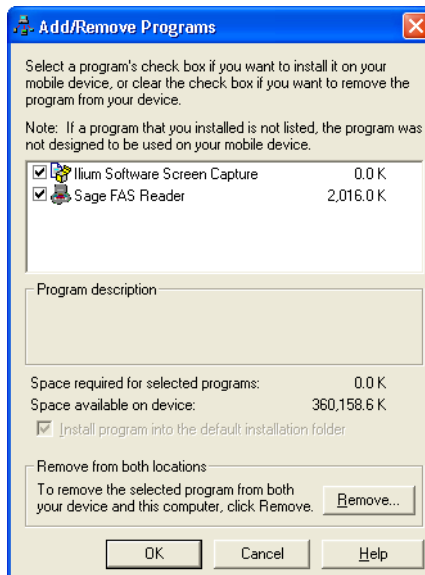 Add/Remove Programs
Select a program's check box if you want to install it on your
mobile device, or clear the check box if you want to remove the
program from your device.
Note: If a program that you installed is not listed, the program was
not designed to be used on your mobile device.
Ilium Software Screen Capture 0.0 K
Sage FAS Reader 2,016.0 K
Program description
Space required for selected programs: 0.0 K
Space available on device: 360,158.6 K
Install program into the default installation folder
Remove from both locations
To remove the selected program from both
your device and this computer, click Remove.
Remove...
OK Cancel Help